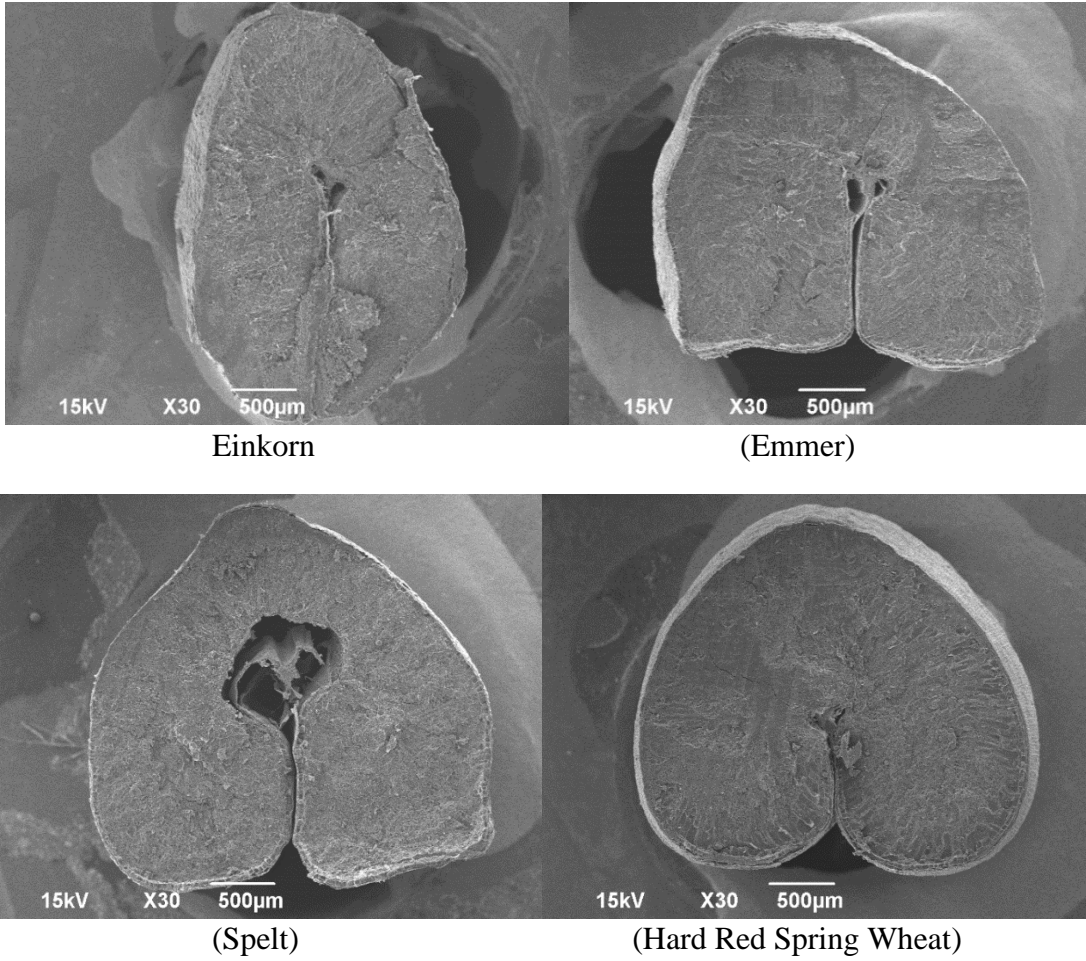 15kV X30 500µm
15kV X30 500µm
Einkorn
(Emmer)
15kV X30 500µm
15kV X30 500µm
(Spelt)
(Hard Red Spring Wheat)